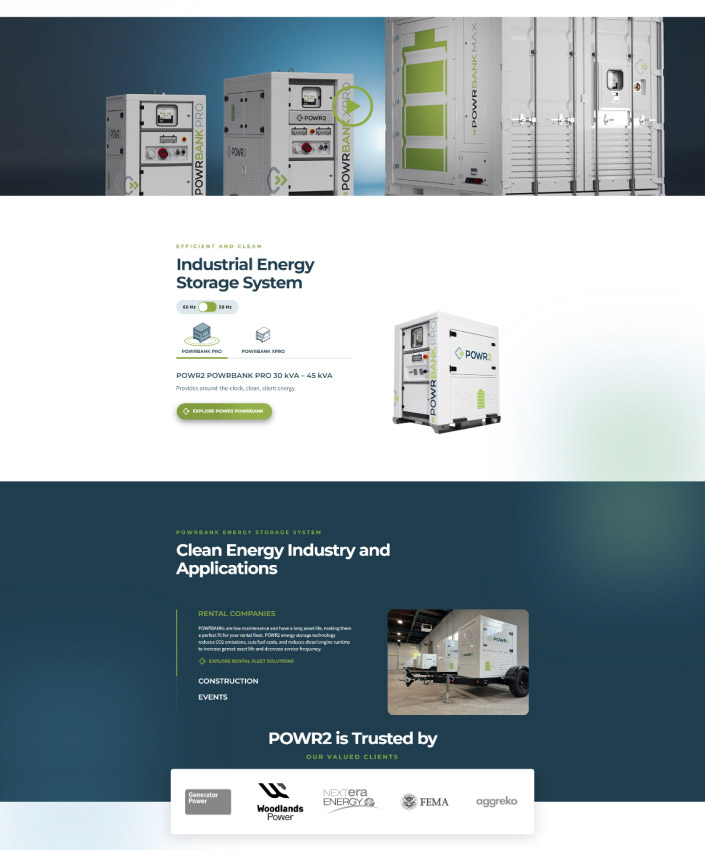 POWR2
POWRBANK PRO
POWR2
POWR2
POWRBANK XPRO
POWRBANK MAX
EFFICIENT AND CLEAN
Industrial Energy
Storage System
60 Hz 50 Hz
POWRBANK PRO POWRBANK XPRO
POWR2 POWRBANK PRO 30 kVA – 45 kVA
Provides around-the-clock, clean, silent energy.
EXPLORE POWR2 POWRBANK
POWRBANK PRO
POWR2
POWRBANK ENERGY STORAGE SYSTEM
Clean Energy Industry and
Applications
RENTAL COMPANIES
POWRBANKs are low maintenance and have a long asset life, making them
a perfect fit for your rental fleet. POWR2 energy storage technology
reduces CO2 emissions, cuts fuel costs, and reduces diesel engine runtime
to increase genset asset life and decrease service frequency.
EXPLORE RENTAL FLEET SOLUTIONS
CONSTRUCTION
EVENTS
POWR2 is Trusted by
OUR VALUED CLIENTS
Generator
Power
Woodlands
Power
NEXTera
ENERGY
FEMA
aggreko